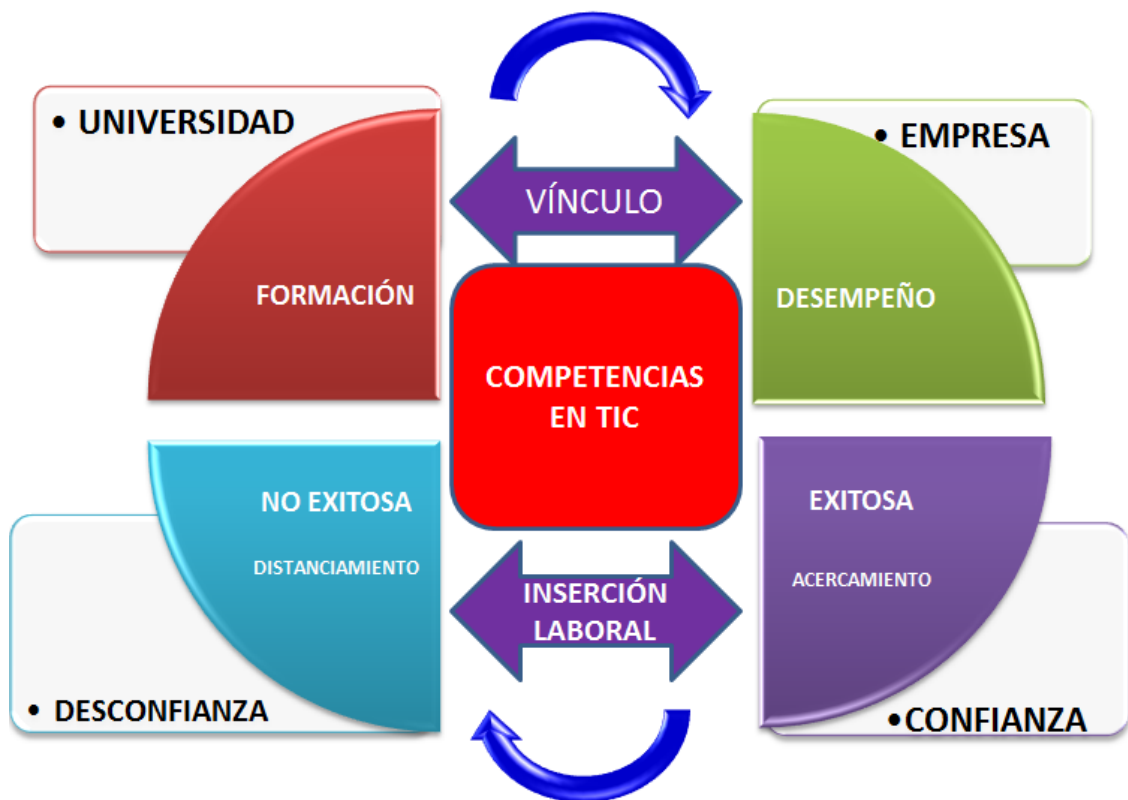 • UNIVERSIDAD
FORMACIÓN
VÍNCULO
• EMPRESA
DESEMPEÑO
COMPETENCIAS
EN TIC
NO EXITOSA
DISTANCIAMIENTO
• DESCONFIANZA
INSERCIÓN
LABORAL
EXITOSA
ACERCAMIENTO
•CONFIANZA